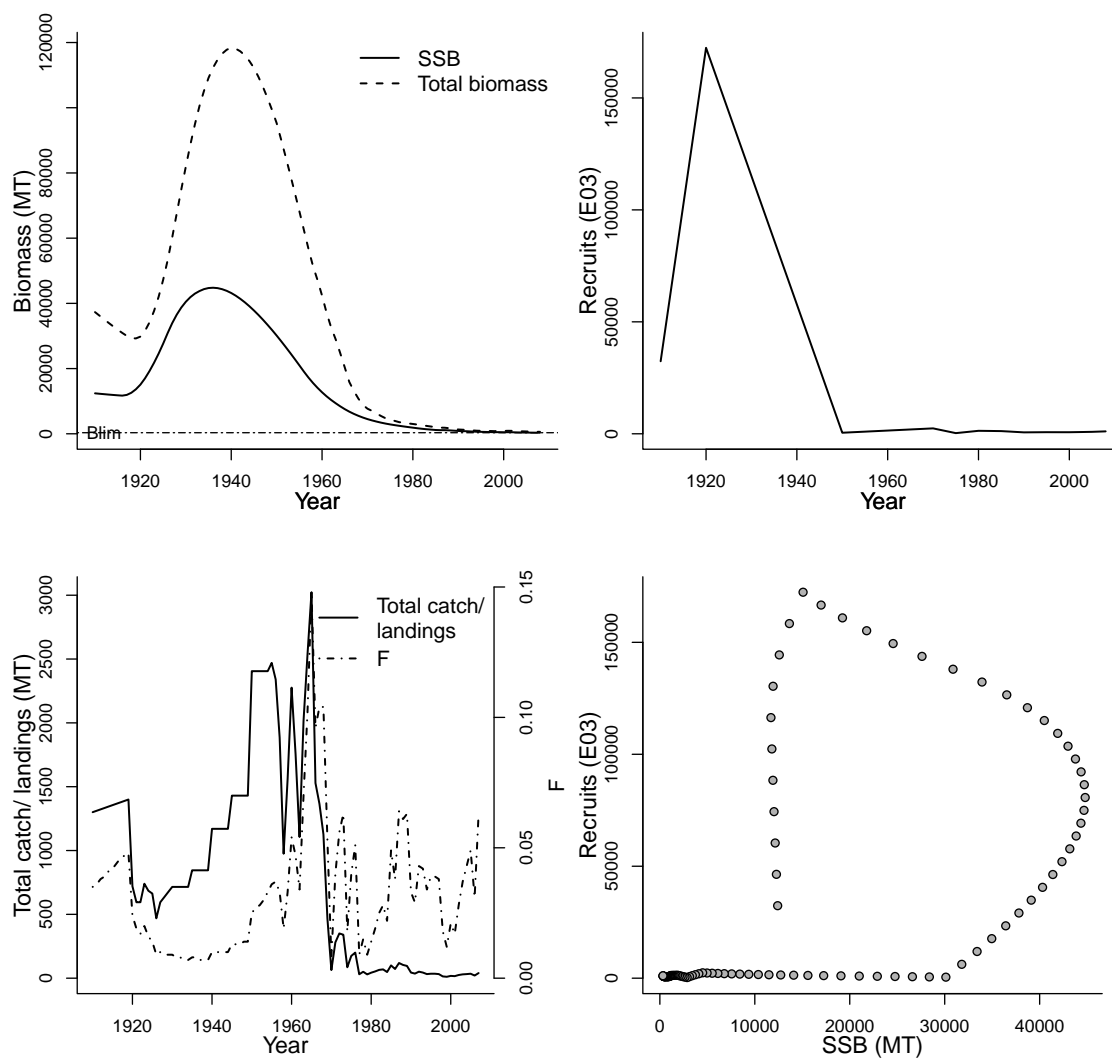 120000
80000
60000
40000
20000
0
Biomass (MT)
SSB
Total biomass
Blim
1920 1940 1960 1980 2000
Year
150000
100000
50000
0
Recruits (E03)
1920 1940 1960 1980 2000
Year
3000
2500
2000
1500
1000
500
0
Total catch/ landings (MT)
Total catch/
landings
F
0.15
0.10
0.05
0.00
F
1920 1940 1960 1980 2000
Year
150000
100000
50000
0
Recruits (E03)
0 10000 20000 30000 40000
SSB (MT)